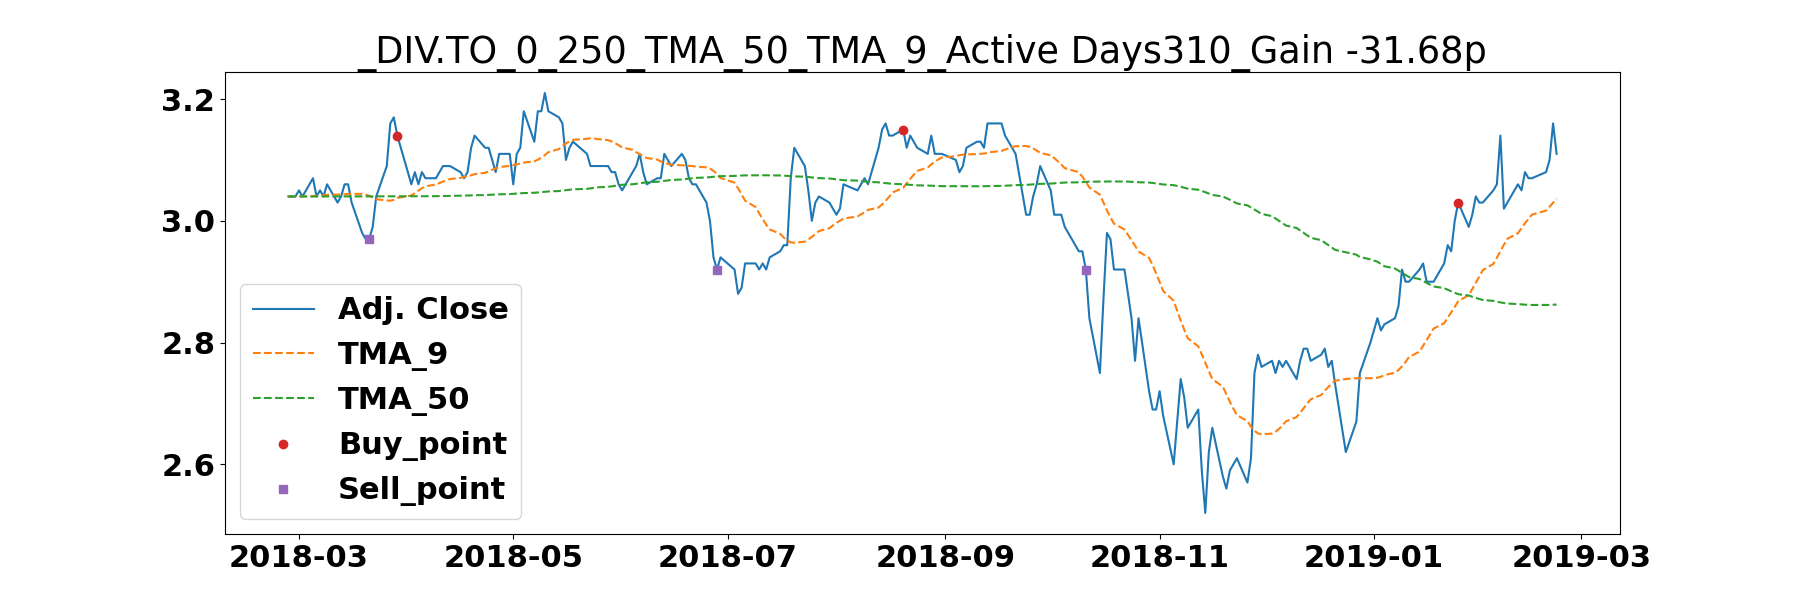 _DIV.TO_0_250_TMA_50_TMA_9_Active Days310_Gain -31.68p
3.2
3.0
2.8
2.6
Adj. Close
TMA_9
TMA_50
Buy_point
Sell_point
2018-03 2018-05 2018-07 2018-09 2018-11 2019-01 2019-03